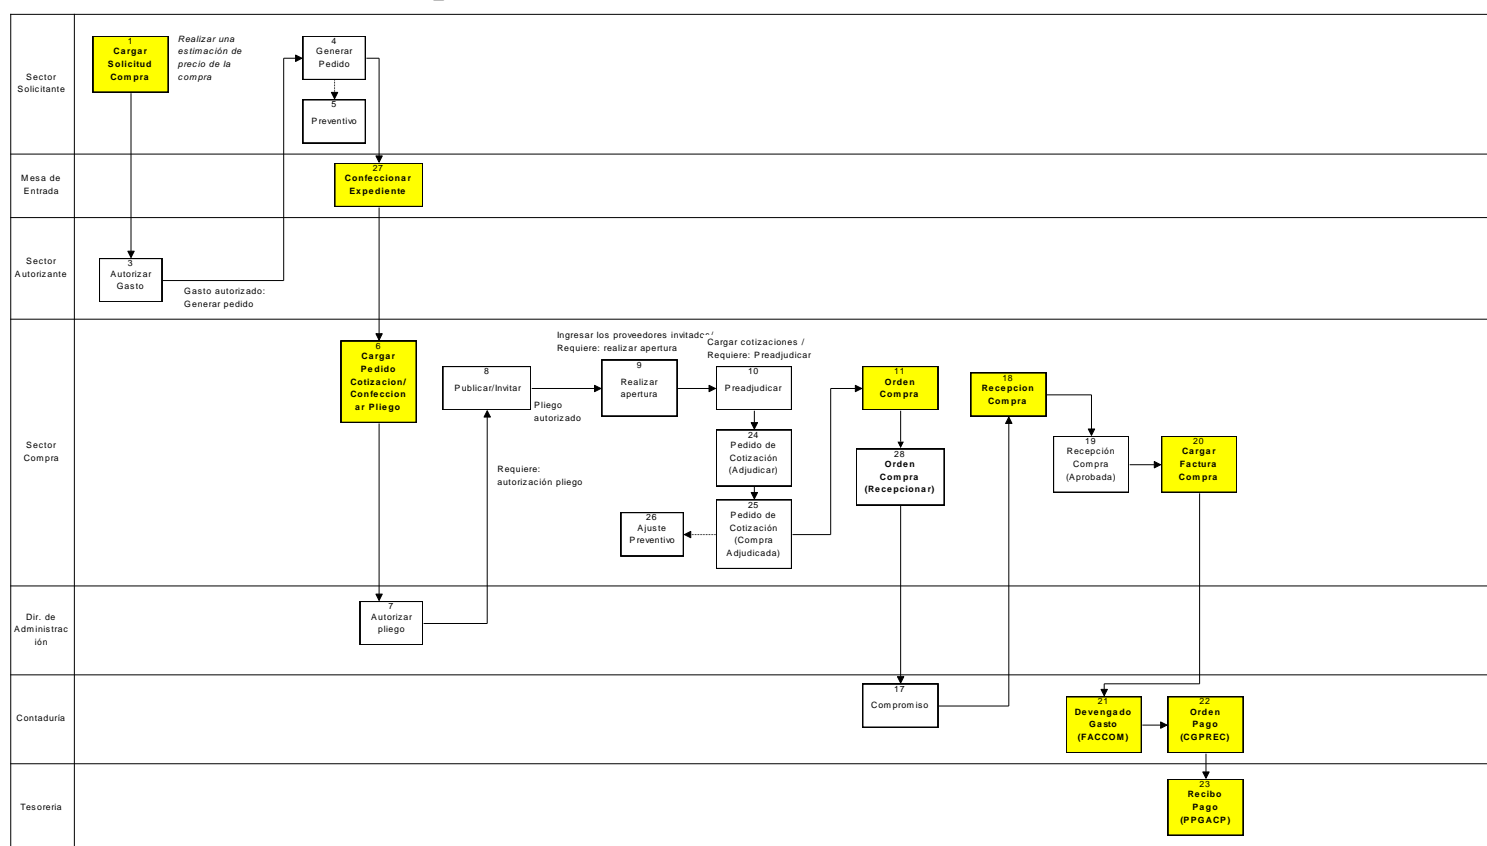 Sector
Solicitante
1
Cargar
Solicitud
Compra
Realizar una
estimación de
precio de la
compra
4
Generar
Pedido
5
Preventivo
Mesa de
Entrada
27
Confeccionar
Expediente
Sector
Autorizante
3
Autorizar
Gasto
Gasto autorizado:
Generar pedido
Sector
Compra
6
Cargar
Pedido
Cotizacion/
Confeccion
ar Pliego
8
Publicar/Invitar
Pliego
autorizado
Requiere:
autorización pliego
Ingresar los proveedores invitados/
Requiere: realizar apertura
9
Realizar
apertura
Cargar cotizaciones /
Requiere: Preadjudicar
10
Preadjudicar
24
Pedido de
Cotización
(Adjudicar)
25
Pedido de
Cotización
(Compra
Adjudicada)
26
Ajuste
Preventivo
11
Orden
Compra
28
Orden
Compra
(Recepcionar)
18
Recepcion
Compra
19
Recepción
Compra
(Aprobada)
20
Cargar
Factura
Compra
Dir. de
Administrac
ión
7
Autorizar
pliego
Contaduría
17
Compromiso
21
Devengado
Gasto
(FACCOM)
22
Orden
Pago
(CGPREC)
Tesoreria
23
Recibo
Pago
(PPGACP)